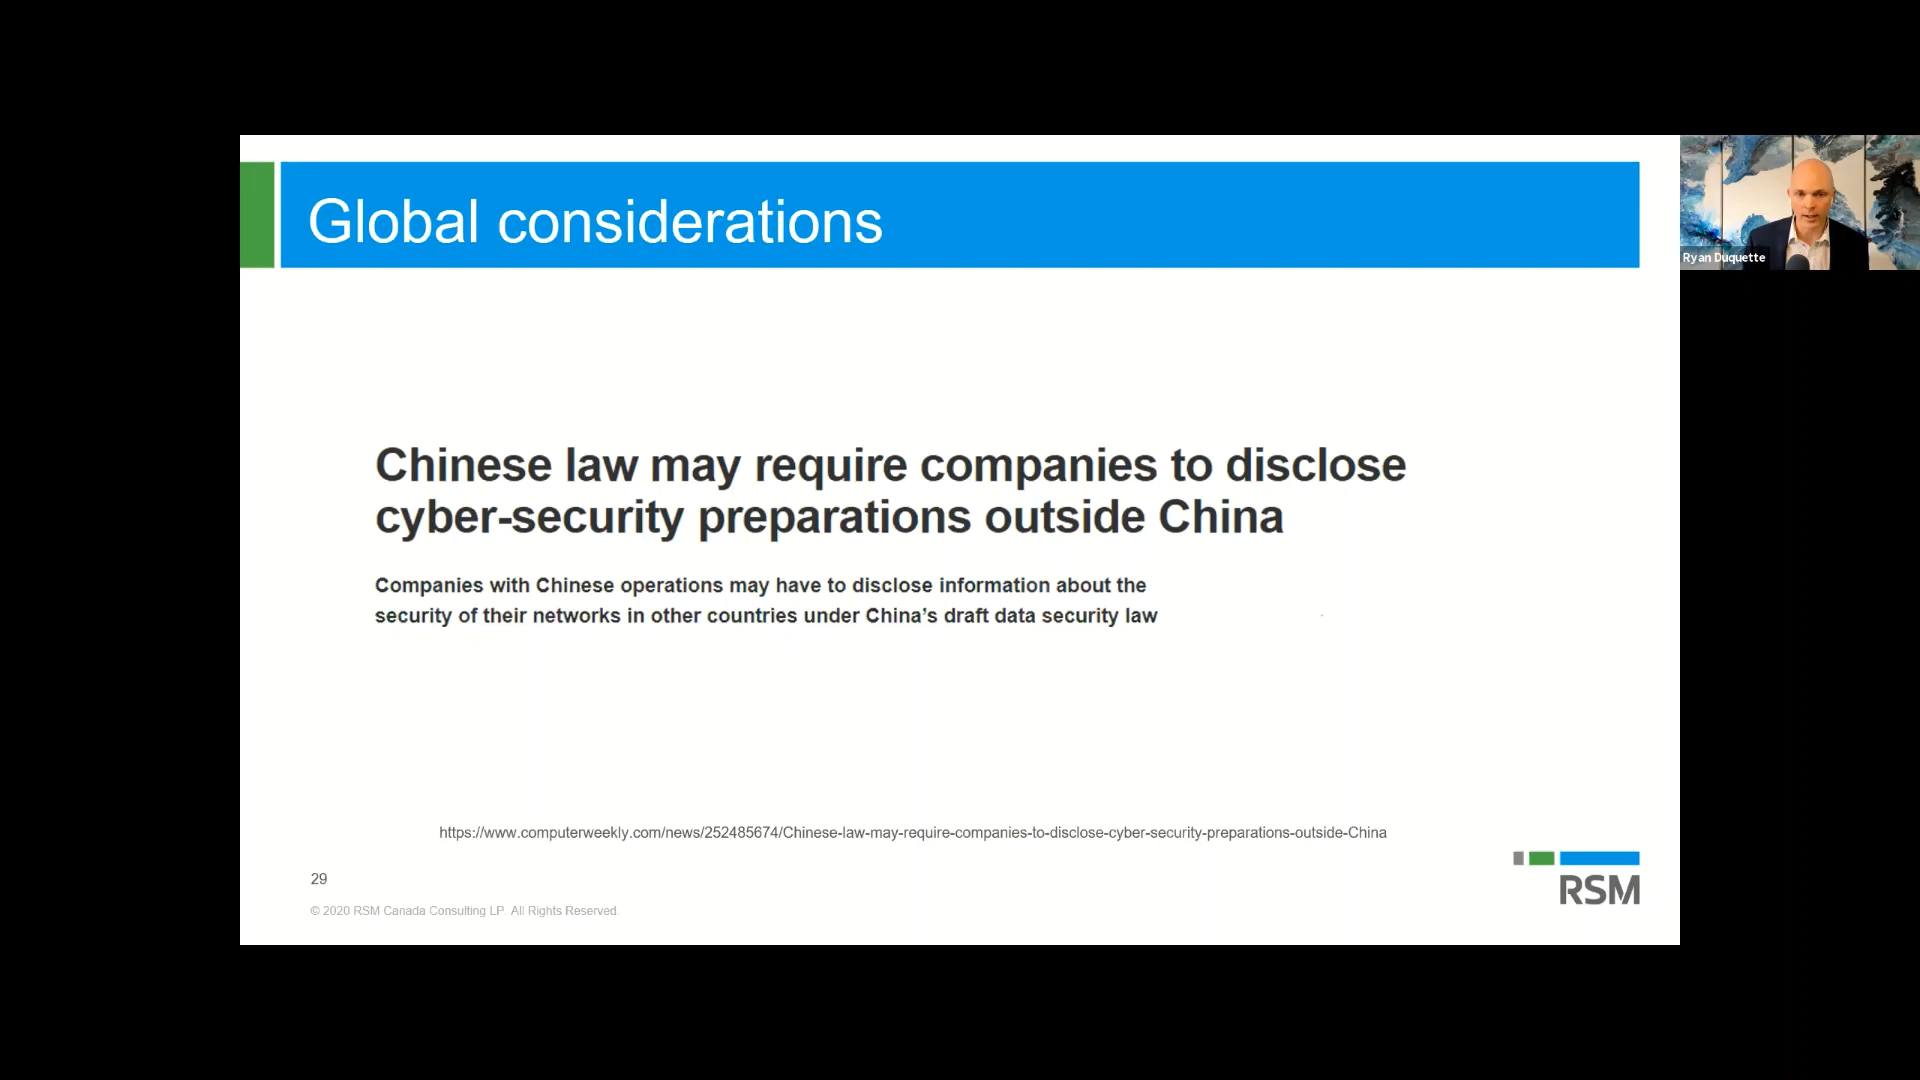 Global considerations
Ryan Duquette
Chinese law may require companies to disclose
cyber-security preparations outside China
Companies with Chinese operations may have to disclose information about the
security of their networks in other countries under China’s draft data security law
https://www.computerweekly.com/news/252485674/Chinese-law-may-require-companies-to-disclose-cyber-security-preparations-outside-China
29
RSM
© 2020 RSM Canada Consulting LP. All Rights Reserved.